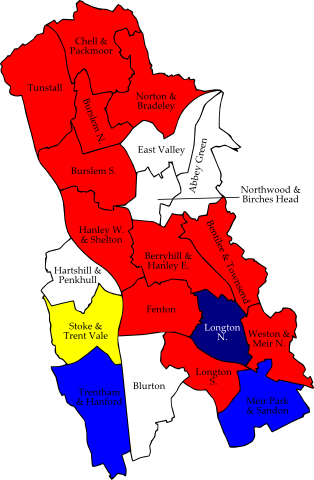 Chell &
Packmoor
Tunstall
Burslem N.
Norton &
Bradeley
East Valley
Abbey Green
Burslem S.
Northwood &
Birches Head
Hanley W.
& Shelton
Bentilee & Townsend
Berryhill &
Hanley E.
Hartshill &
Penkhull
Fenton
Stoke &
Trent Vale
Longton
N.
Weston &
Meir N.
Blurton
Longton
S.
Trentham
& Hanford
Meir Park
& Sandon